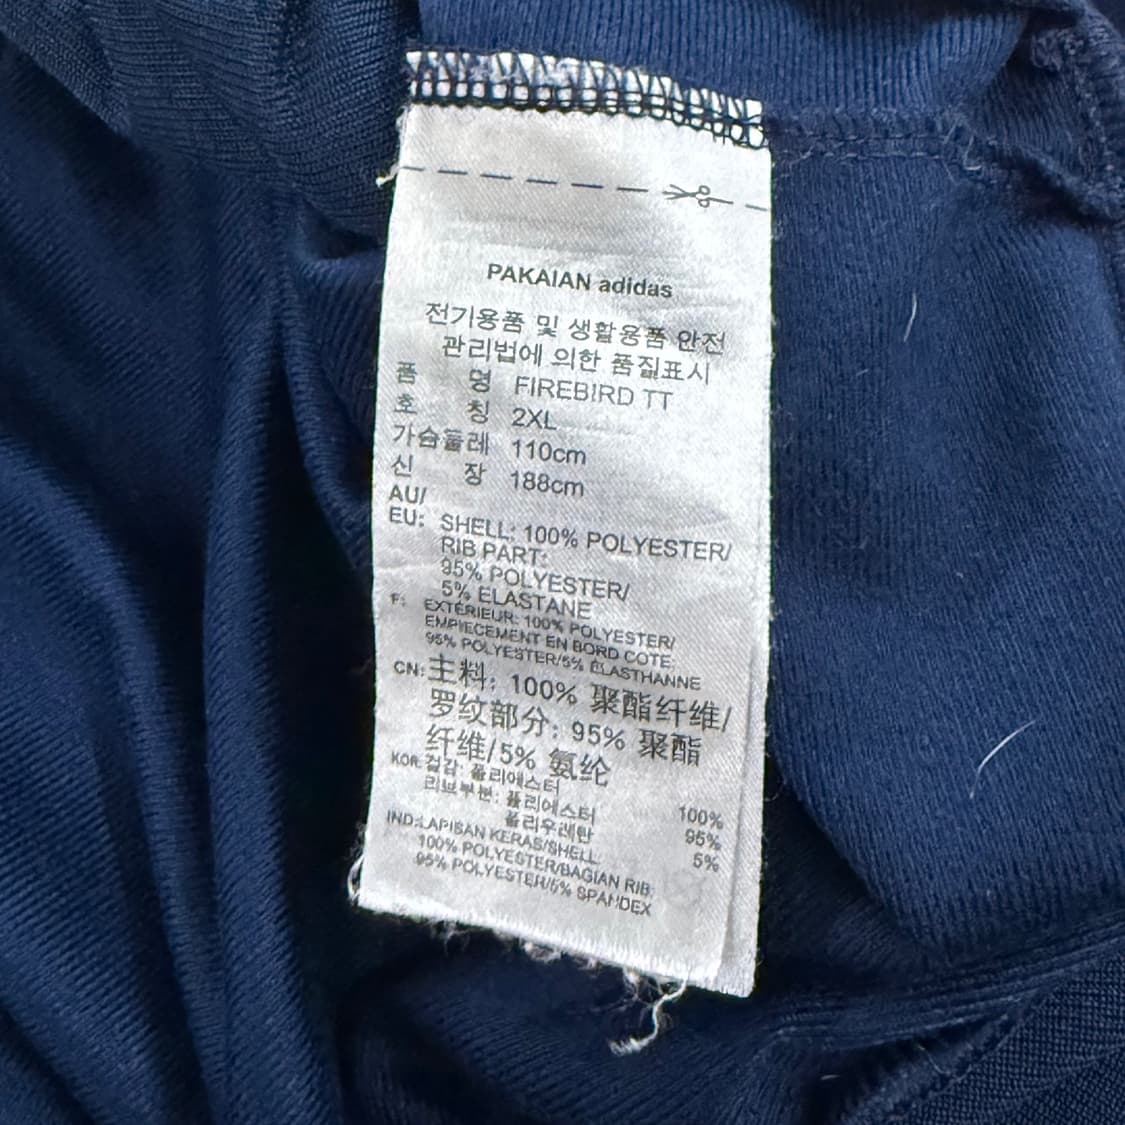 PAKAIAN adidas
전기용품 및 생활용품 안전
관리법에 의한 품질표시
품 명 FIREBIRD TT
호 칭 2XL
가슴둘레 110cm
신 장 188cm
AU/
EU: SHELL: 100% POLYESTER/
RIB PART:
95% POLYESTER/
5% ELASTANE
F: EXTÉRIEUR: 100% POLYESTER/
EMPIECEMENT EN BORD COTE:
95% POLYESTER/5% ÉLASTHANNE
CN: 主料: 100% 聚酯纤维/
罗纹部分: 95% 聚酯
纤维/5% 氨纶
KOR: 겉감: 폴리에스터 100%
리브부분: 폴리에스터 95%
폴리우레탄 5%
IND:LAPISAN KERAS/SHELL:
100% POLYESTER/BAGIAN RIB:
95% POLYESTER/5% SPANDEX